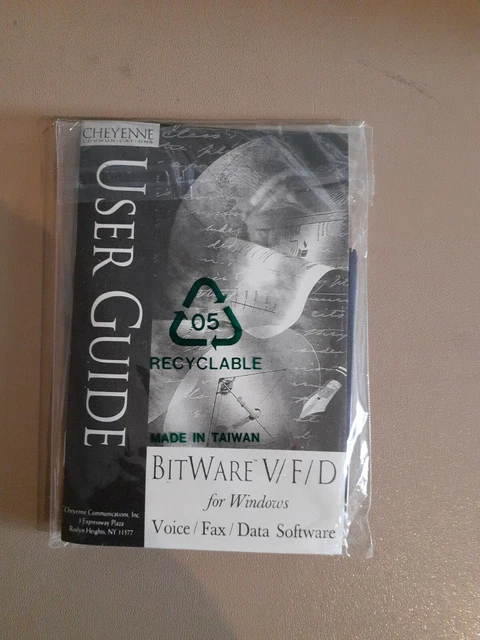 CHEYENNE
COMMUNICATIONS
USER GUIDE
05
RECYCLABLE
MADE IN TAIWAN
BITWARE™ V/F/D
for Windows
Voice / Fax / Data Software
Cheyenne Communications, Inc.
3 Expressway Plaza
Roslyn Heights, NY 11577